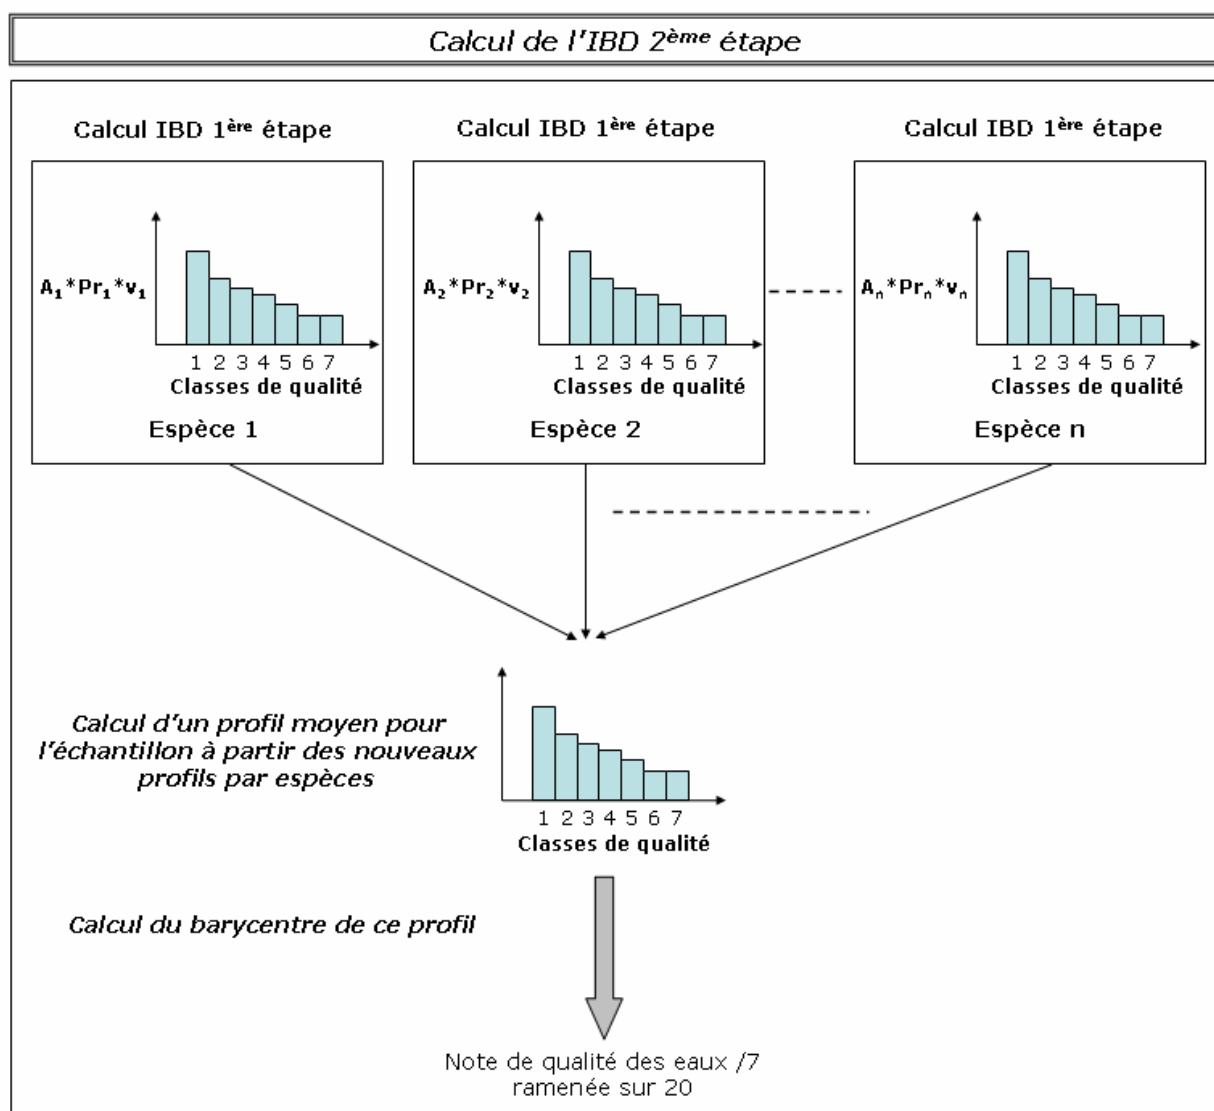 Calcul de l'IBD 2ème étape
Calcul IBD 1ère étape
A1*Pr1*v1
1 2 3 4 5 6 7
Classes de qualité
Espèce 1
Calcul IBD 1ère étape
A2*Pr2*v2
1 2 3 4 5 6 7
Classes de qualité
Espèce 2
Calcul IBD 1ère étape
An*Prn*vn
1 2 3 4 5 6 7
Classes de qualité
Espèce n
Calcul d'un profil moyen pour
l'échantillon à partir des nouveaux
profils par espèces
1 2 3 4 5 6 7
Classes de qualité
Calcul du barycentre de ce profil
Note de qualité des eaux /7
ramenée sur 20